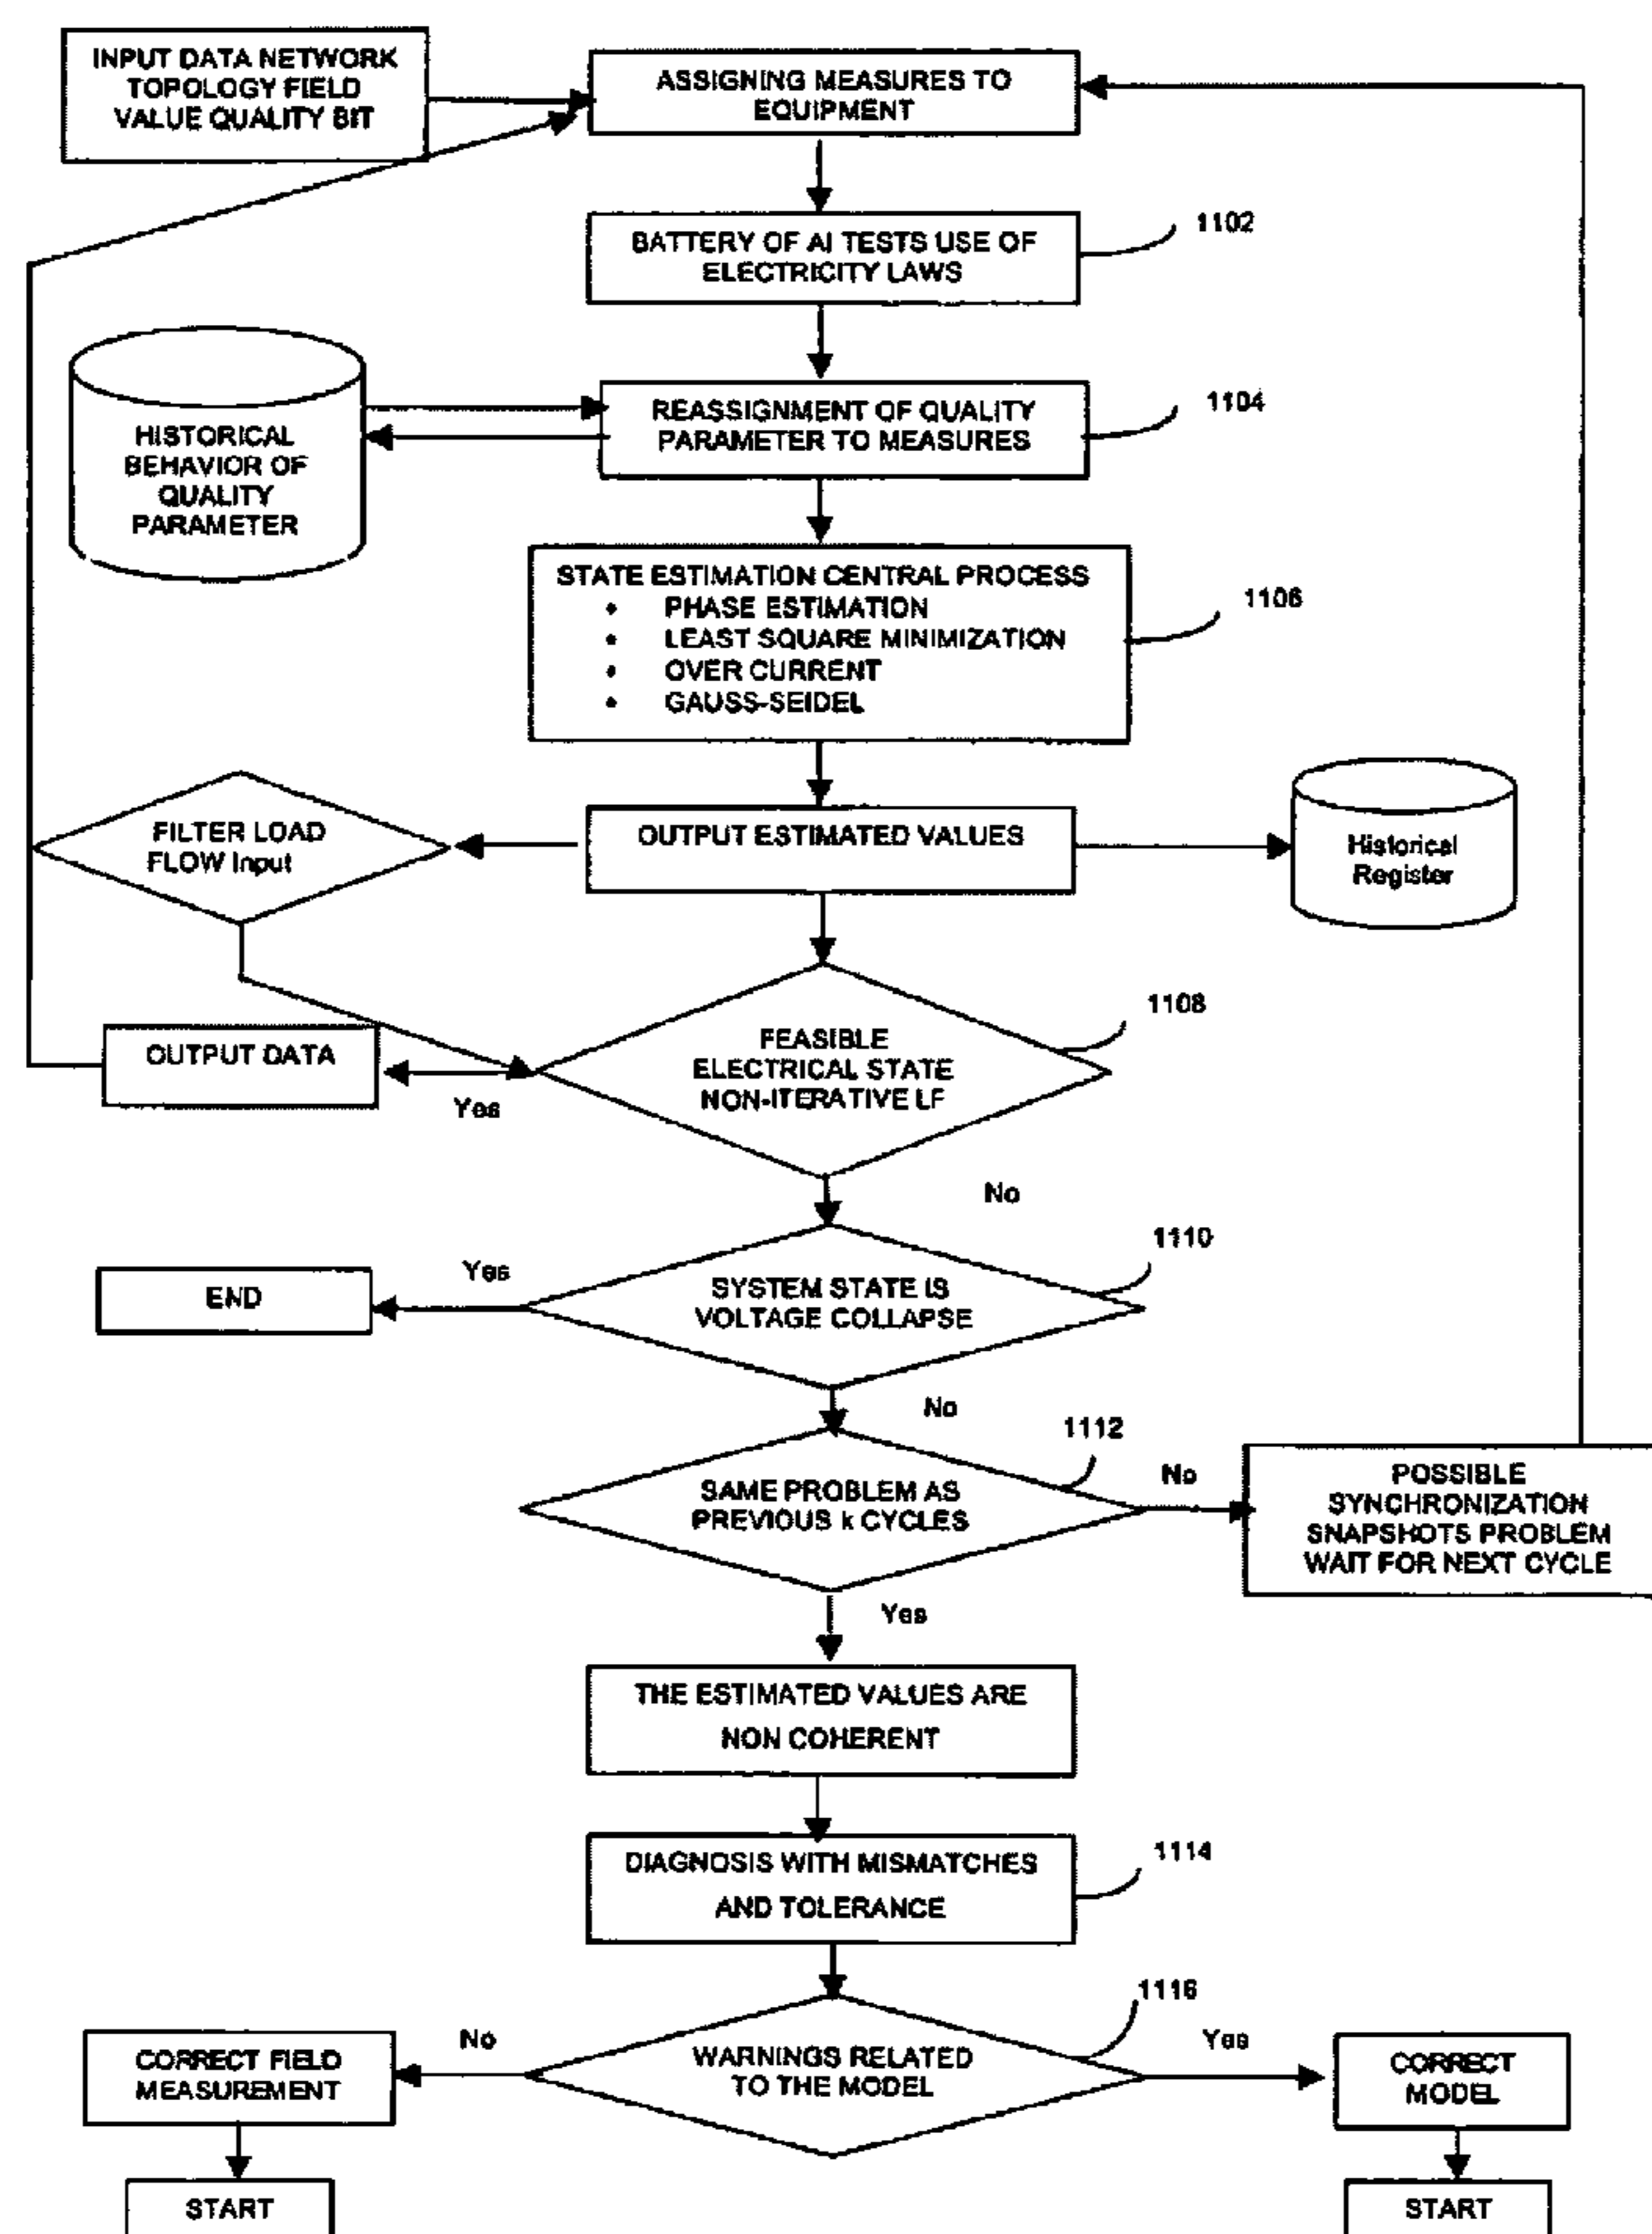 INPUT DATA NETWORK
TOPOLOGY FIELD
VALUE QUALITY BIT
ASSIGNING MEASURES TO
EQUIPMENT
BATTERY OF AI TESTS USE OF
ELECTRICITY LAWS
1102
HISTORICAL
BEHAVIOR OF
QUALITY
PARAMETER
REASSIGNMENT OF QUALITY
PARAMETER TO MEASURES
1104
STATE ESTIMATION CENTRAL PROCESS
• PHASE ESTIMATION
• LEAST SQUARE MINIMIZATION
• OVER CURRENT
• GAUSS-SEIDEL
1106
FILTER LOAD
FLOW Input
OUTPUT ESTIMATED VALUES
Historical
Register
OUTPUT DATA
Yes
FEASIBLE
ELECTRICAL STATE
NON-ITERATIVE LF
1108
No
END
Yes
SYSTEM STATE IS
VOLTAGE COLLAPSE
1110
No
SAME PROBLEM AS
PREVIOUS k CYCLES
1112
No
POSSIBLE
SYNCHRONIZATION
SNAPSHOTS PROBLEM
WAIT FOR NEXT CYCLE
Yes
THE ESTIMATED VALUES ARE
NON COHERENT
DIAGNOSIS WITH MISMATCHES
AND TOLERANCE
1114
WARNINGS RELATED
TO THE MODEL
1116
No
CORRECT FIELD
MEASUREMENT
START
Yes
CORRECT
MODEL
START